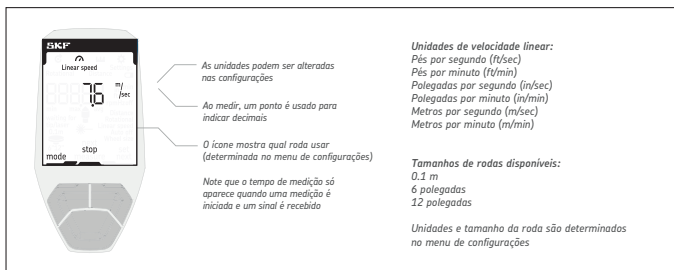 SKF
Linear speed
7.6
m/
/sec
stop
mode
As unidades podem ser alteradas
nas configurações
Ao medir, um ponto é usado para
indicar decimais
O ícone mostra qual roda usar
(determinada no menu de configurações)
Note que o tempo de medição só
aparece quando uma medição é
iniciada e um sinal é recebido
Unidades de velocidade linear:
Pés por segundo (ft/sec)
Pés por minuto (ft/min)
Polegadas por segundo (in/sec)
Polegadas por minuto (in/min)
Metros por segundo (m/sec)
Metros por minuto (m/min)
Tamanhos de rodas disponíveis:
0.1 m
6 polegadas
12 polegadas
Unidades e tamanho da roda são determinados
no menu de configurações